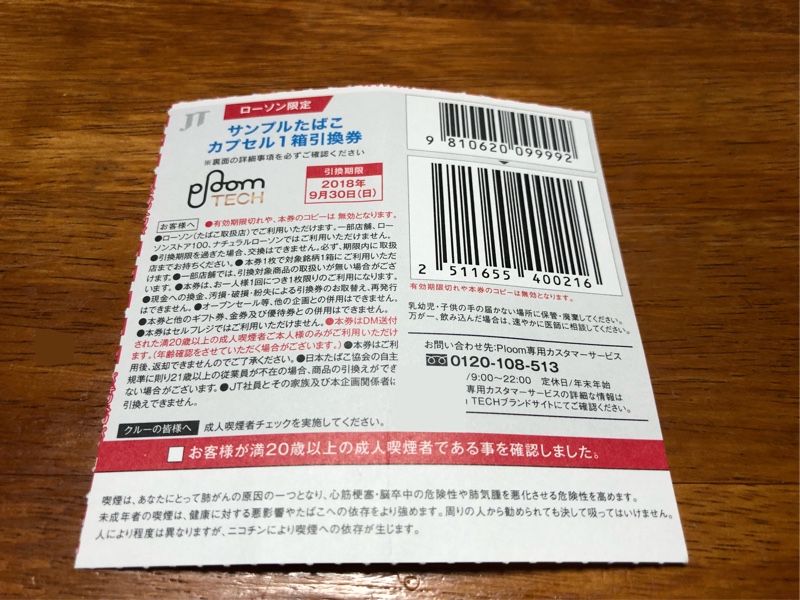 JT
ローソン限定
サンプルたばこ
カプセル1箱引換券
※裏面の詳細事項を必ずご確認ください
Ploom
TECH
引換期限
2018年
9月30日(日)
9 810620 099992
2 511655 400216
有効期限切れや本券のコピーは無効となります。
お客様へ ●有効期限切れや、本券のコピーは 無効となります。
●ローソン(たばこ取扱店)でご利用いただけます。一部店舗、ロー
ソンストア100、ナチュラルローソンではご利用いただけません。
●引換期限を過ぎた場合、交換はできません。必ず、期限内に取扱
店までお持ちください。●本券1枚で対象銘柄1箱にご利用いただ
けます。●一部店舗では、引換対象商品の取扱いが無い場合がござ
います。●本券は、お一人様1回につき1枚限りのご利用になります。
●現金への換金、汚損・破損・紛失による引換券のお取替え、再発行
はできません。●オープンセール等、他の企画との併用はできません。
●本券と他のギフト券、金券及び優待券との併用はできません。
●本券はセルフレジではご利用いただけません。●本券はDM送付
された満20歳以上の成人喫煙者ご本人様のみがご利用いただけ
ます。(年齢確認をさせていただく場合がございます。)●本券はご利
用後、返却できませんのでご了承ください。●日本たばこ協会の自主
規準に則り21歳以上の従業員が不在の場合、商品の引換えができ
ない場合がございます。●JT社員とその家族及び本企画関係者に
引換えできません。
乳幼児・子供の手の届かない場所に保管・廃棄してください。
万が一、飲み込んだ場合は、速やかに医師に相談してください。
お問い合わせ先:Ploom専用カスタマーサービス
0120-108-513
/9:00〜22:00 定休日/年末年始
専用カスタマーサービスの詳細な情報は
TECHブランドサイトにてご確認ください。
クルーの皆様へ 成人喫煙者チェックを実施してください。
□お客様が満20歳以上の成人喫煙者である事を確認しました。
喫煙は、あなたにとって肺がんの原因の一つとなり、心筋梗塞・脳卒中の危険性や肺気腫を悪化させる危険性を高めます。
未成年者の喫煙は、健康に対する悪影響やたばこへの依存をより強めます。周りの人から勧められても決して吸ってはいけません。
人により程度は異なりますが、ニコチンにより喫煙への依存が生じます。